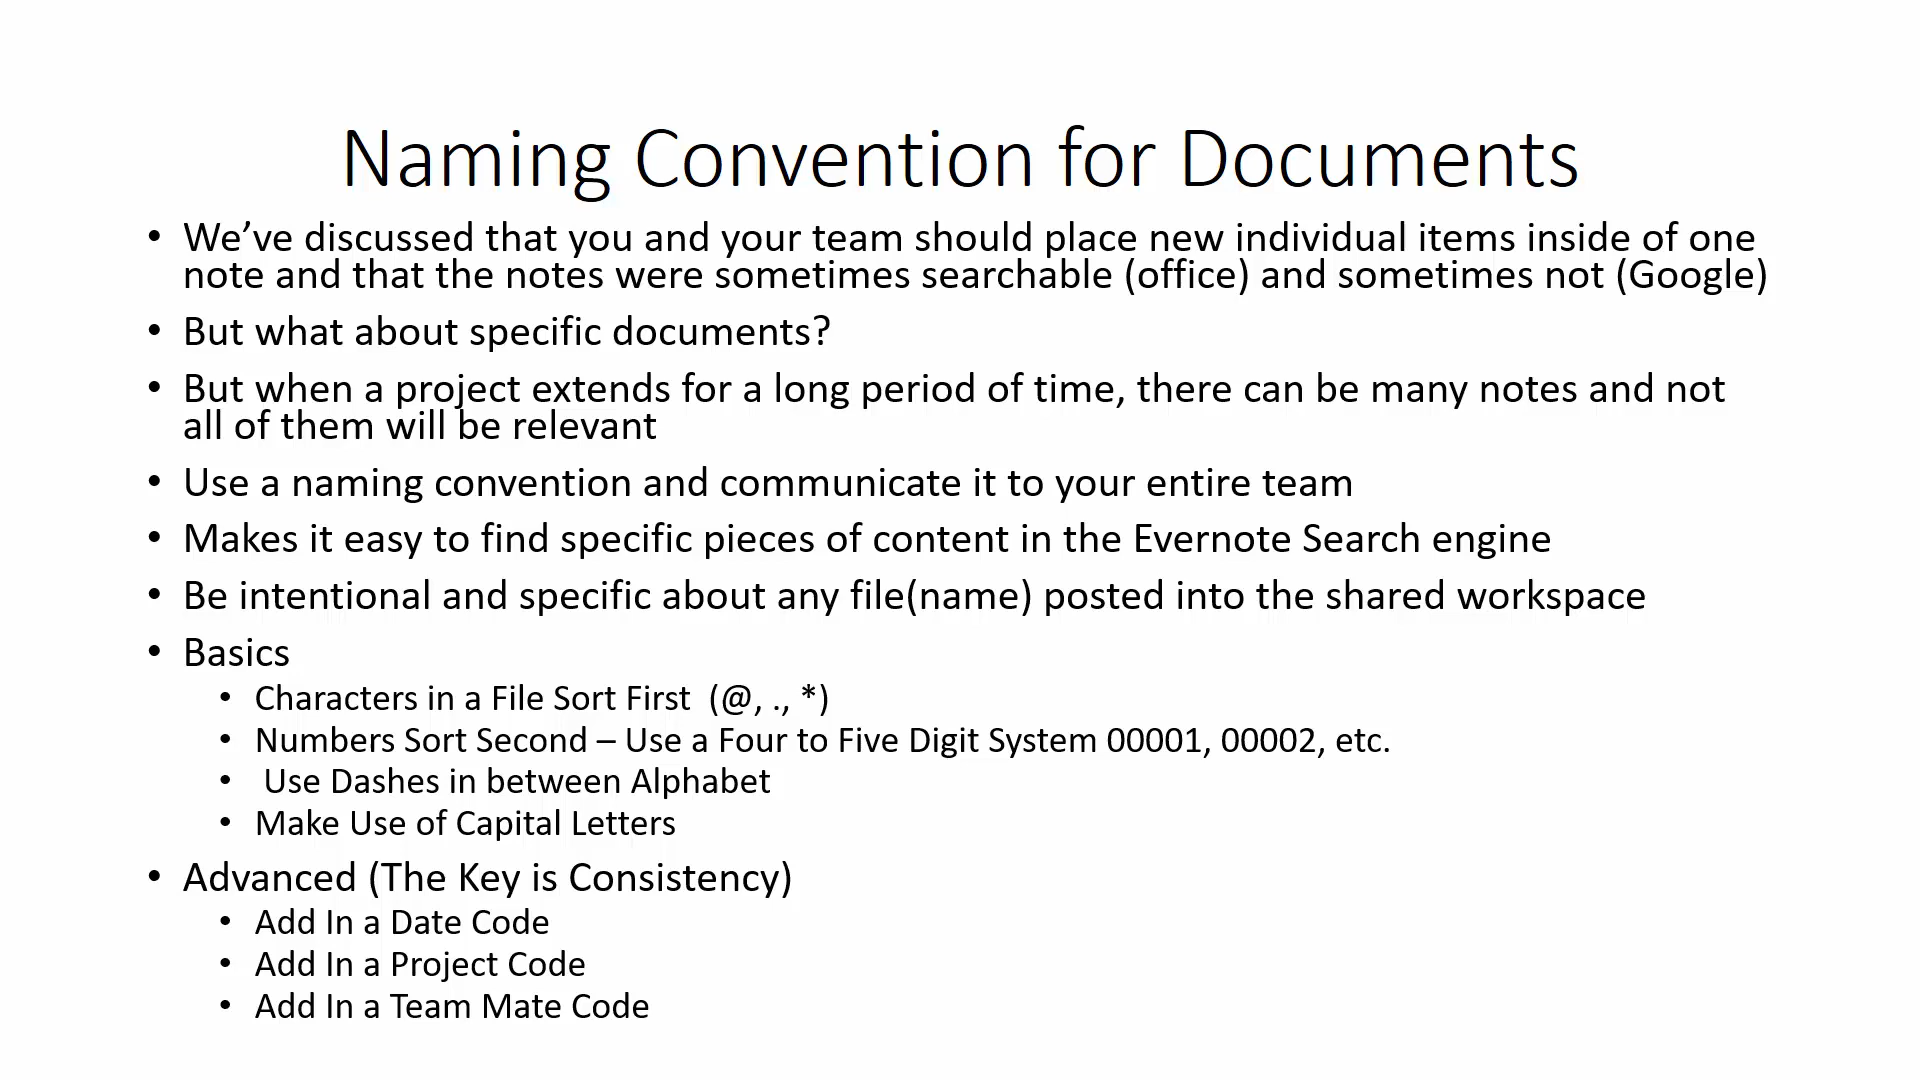 Naming Convention for Documents
• We’ve discussed that you and your team should place new individual items inside of one
note and that the notes were sometimes searchable (office) and sometimes not (Google)
• But what about specific documents?
• But when a project extends for a long period of time, there can be many notes and not
all of them will be relevant
• Use a naming convention and communicate it to your entire team
• Makes it easy to find specific pieces of content in the Evernote Search engine
• Be intentional and specific about any file(name) posted into the shared workspace
• Basics
• Characters in a File Sort First  (@, ., *)
• Numbers Sort Second – Use a Four to Five Digit System 00001, 00002, etc.
•  Use Dashes in between Alphabet
• Make Use of Capital Letters
• Advanced (The Key is Consistency)
• Add In a Date Code
• Add In a Project Code
• Add In a Team Mate Code